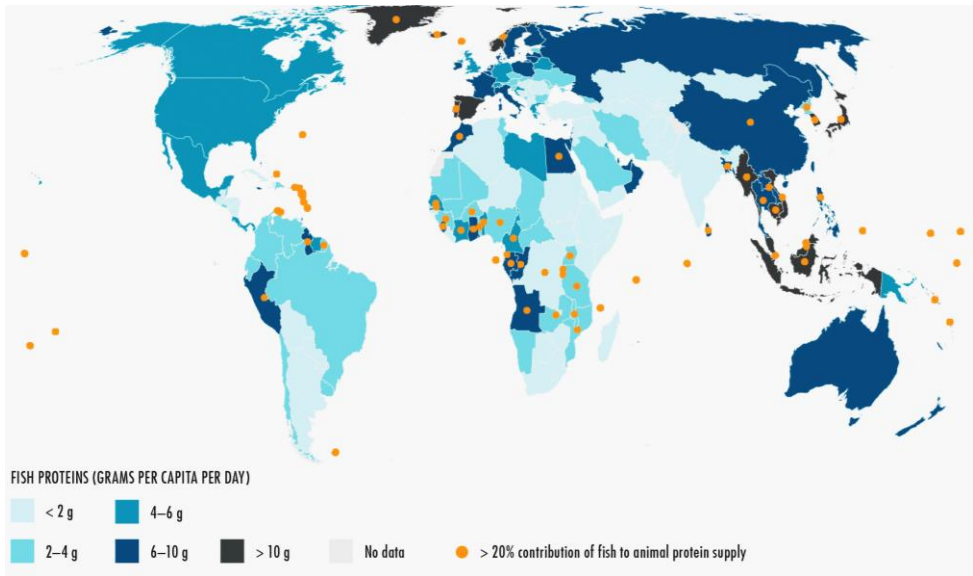 FISH PROTEINS (GRAMS PER CAPITA PER DAY)
< 2 g
4–6 g
2–4 g
6–10 g
> 10 g
No data
> 20% contribution of fish to animal protein supply